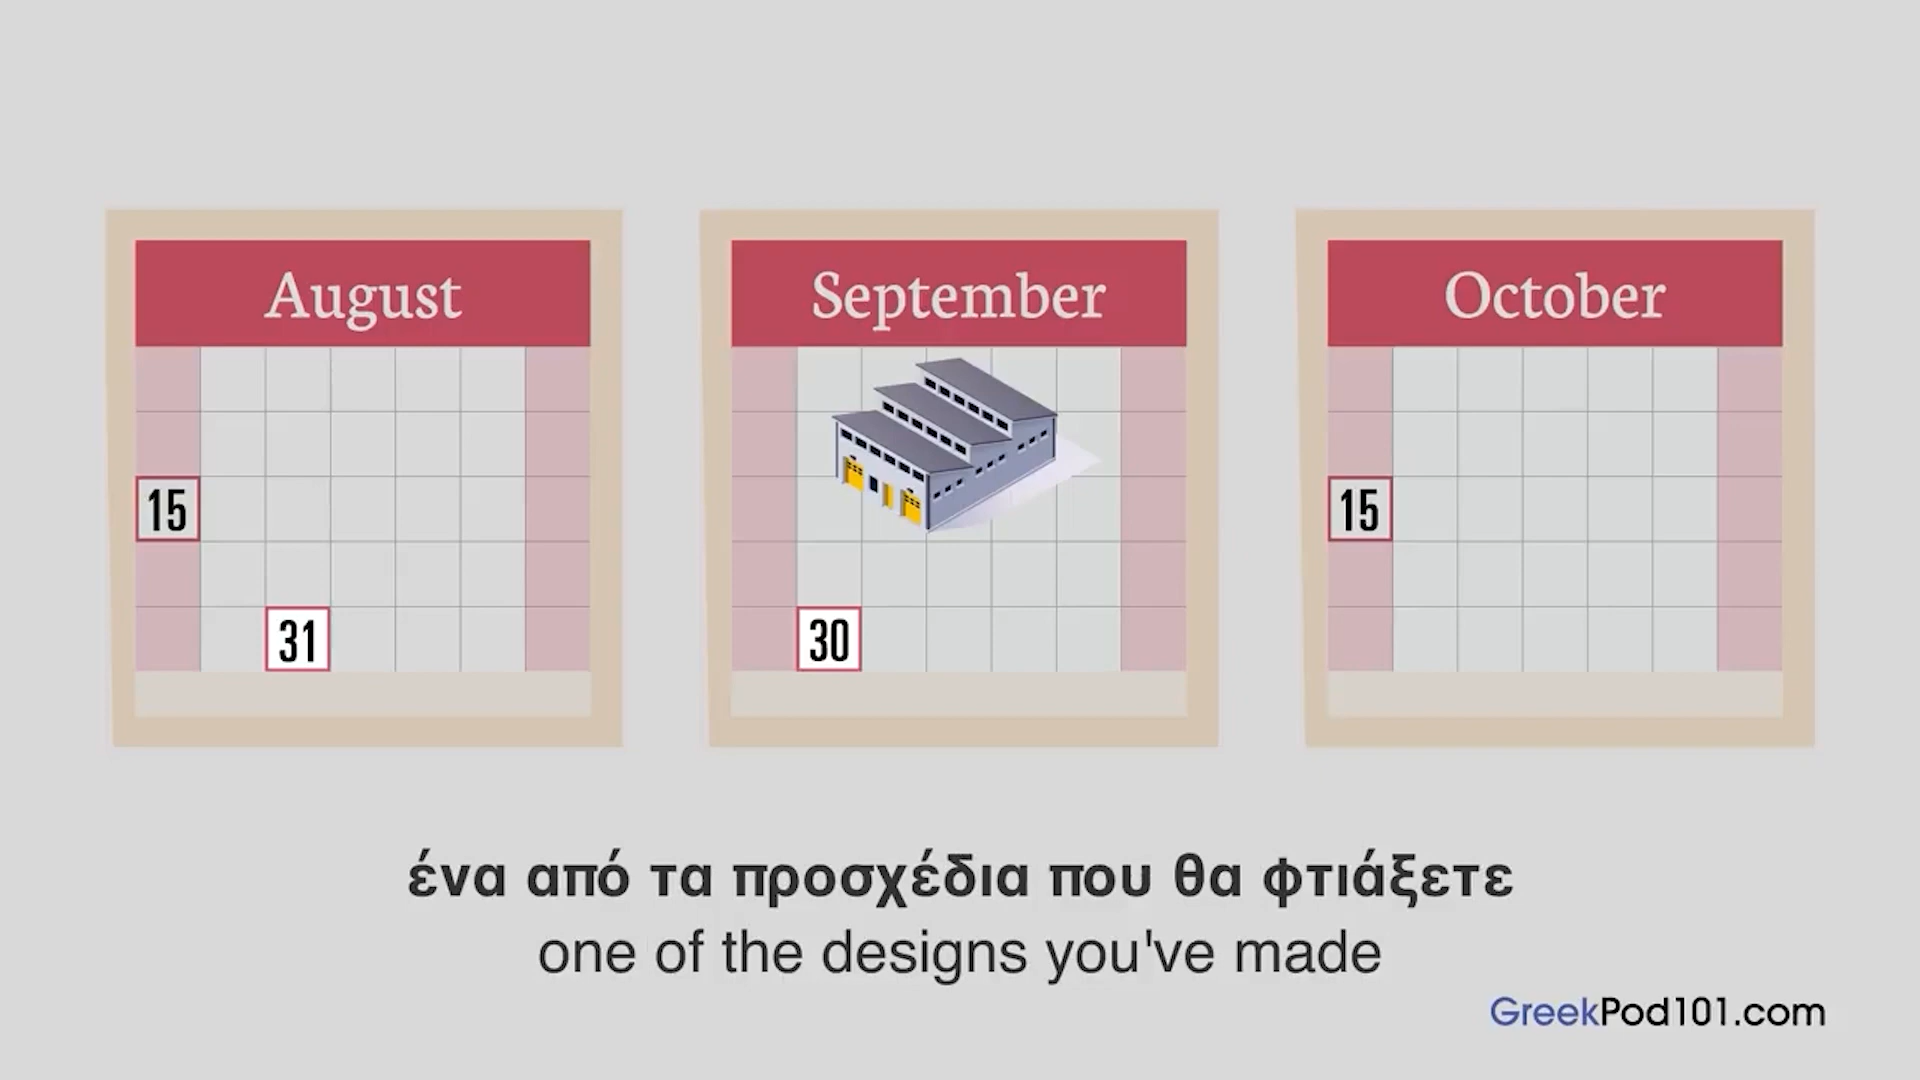 August
September
October
15
15
31
30
ένα από τα προσχέδια που θα φτιάξετε
one of the designs you've made
GreekPod101.com